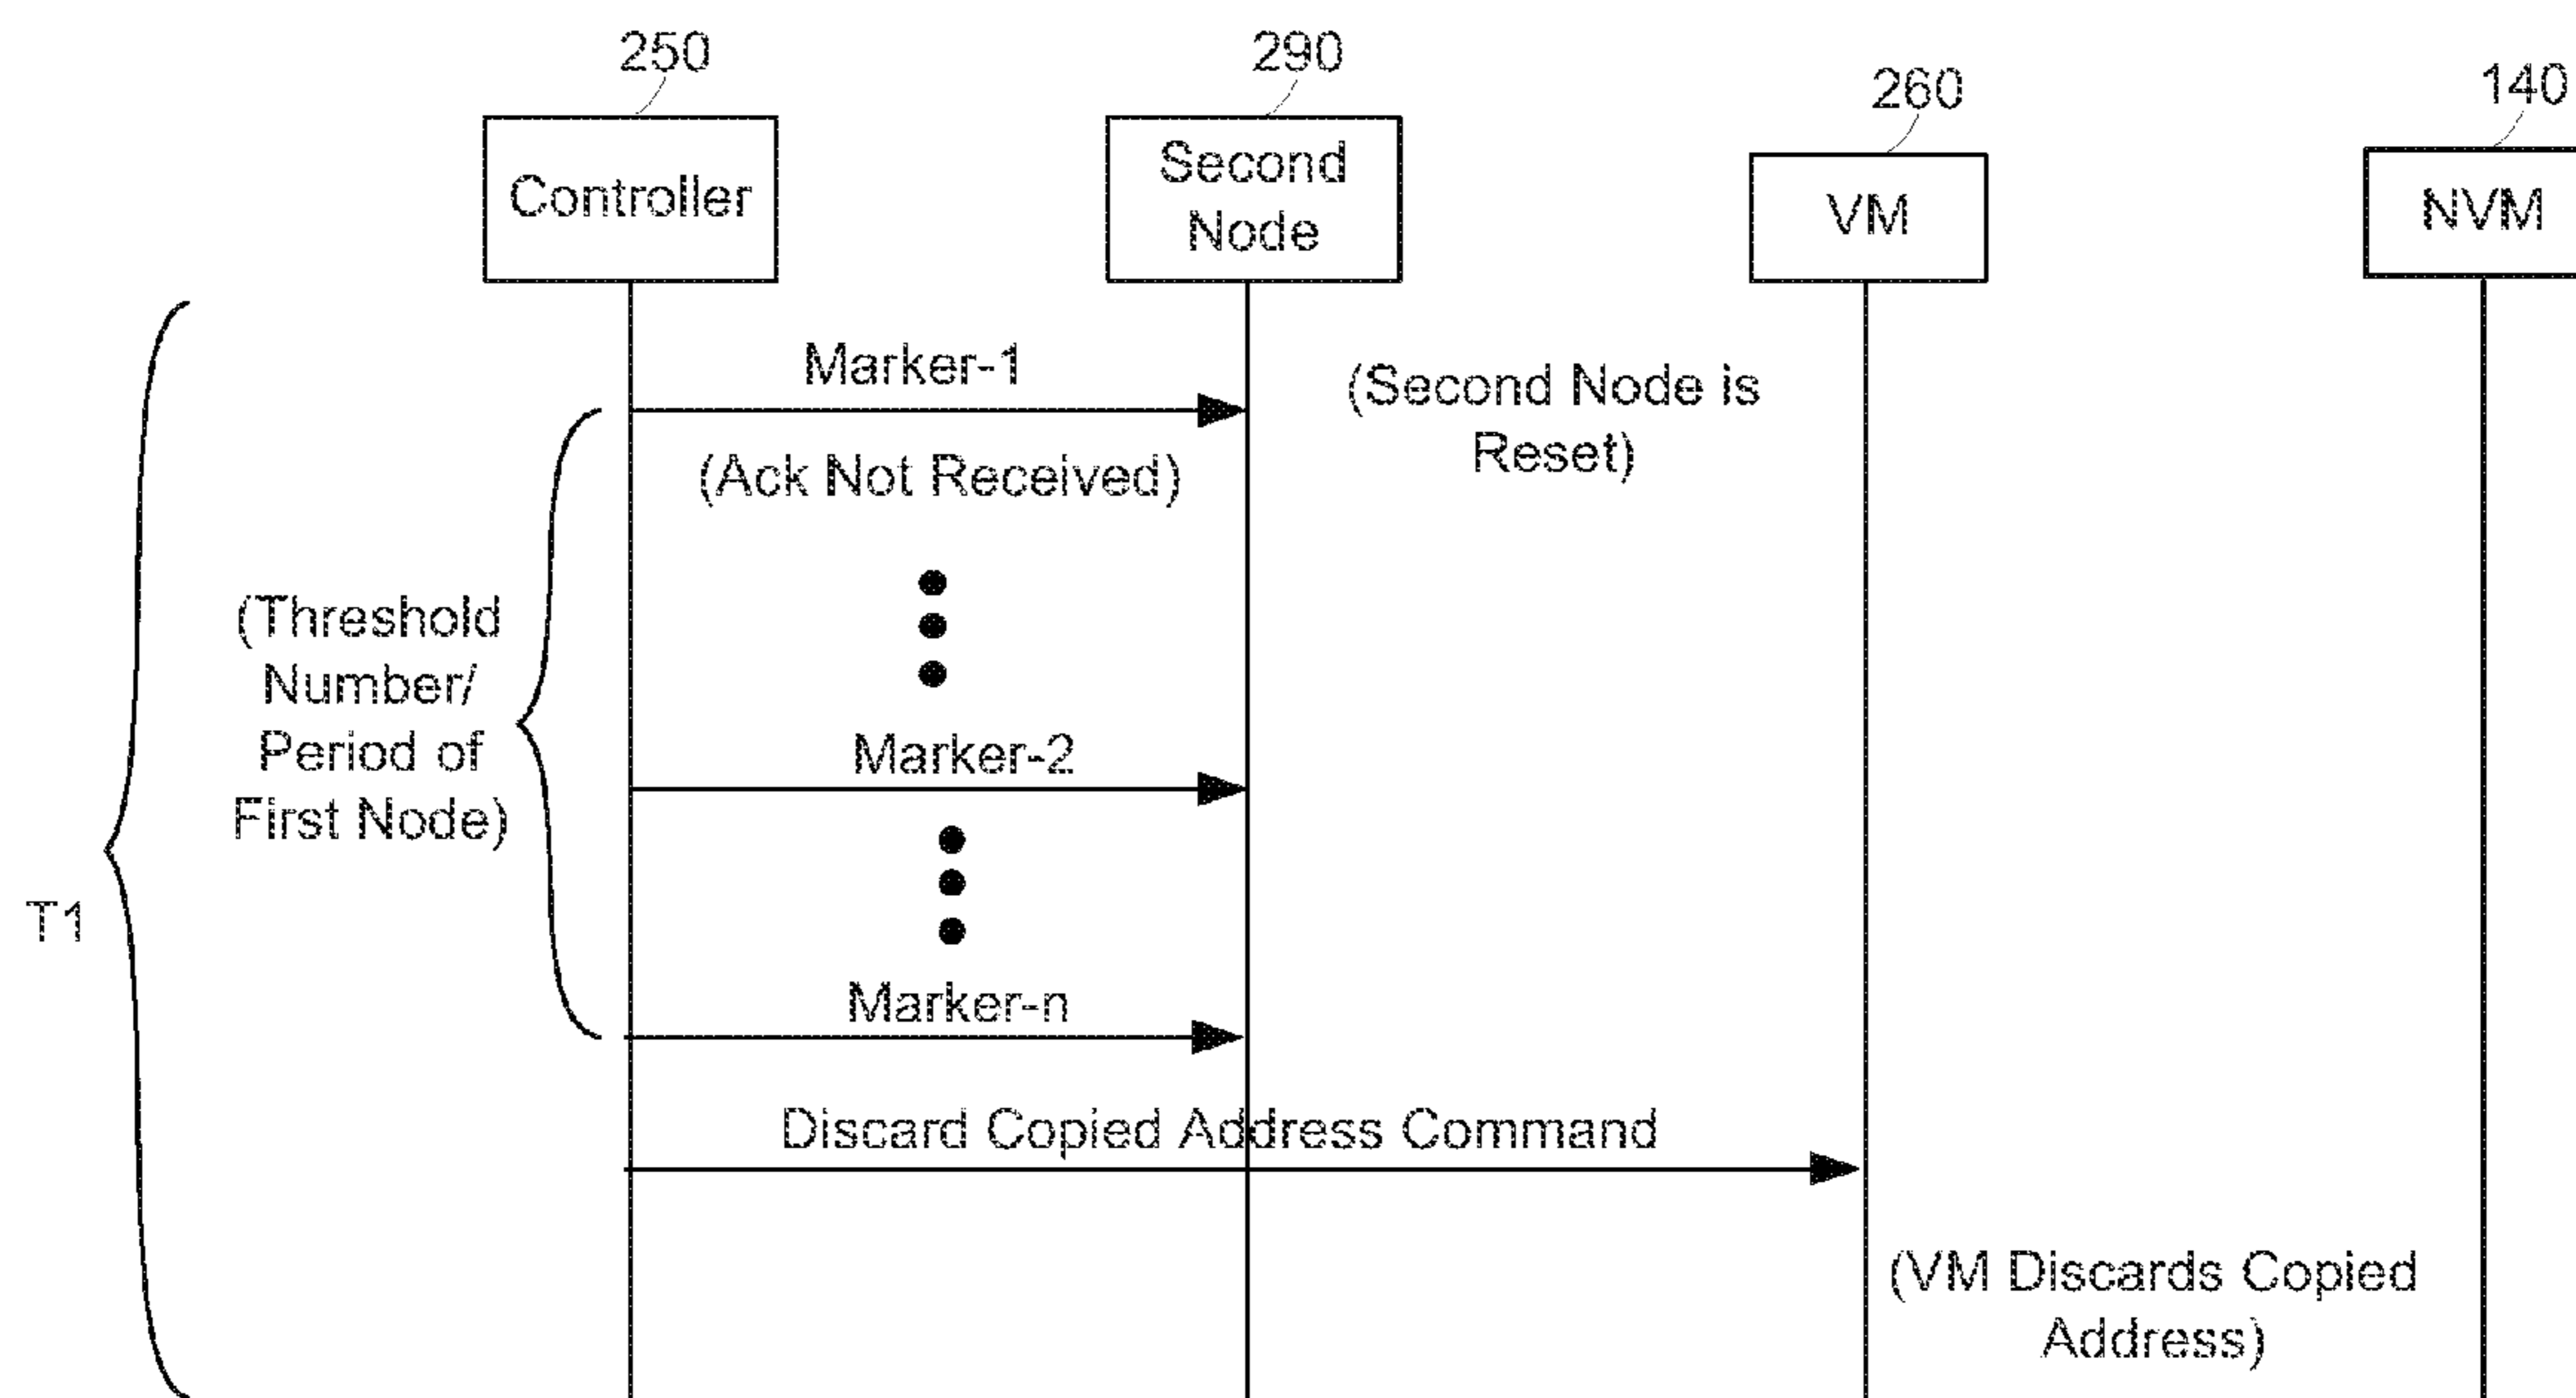 250
290
260
140
Controller
Second
Node
VM
NVM
Marker-1
(Second Node is
Reset)
(Ack Not Received)
(Threshold
Number/
Period of
First Node)
Marker-2
T1
Marker-n
Discard Copied Address Command
(VM Discards Copied
Address)